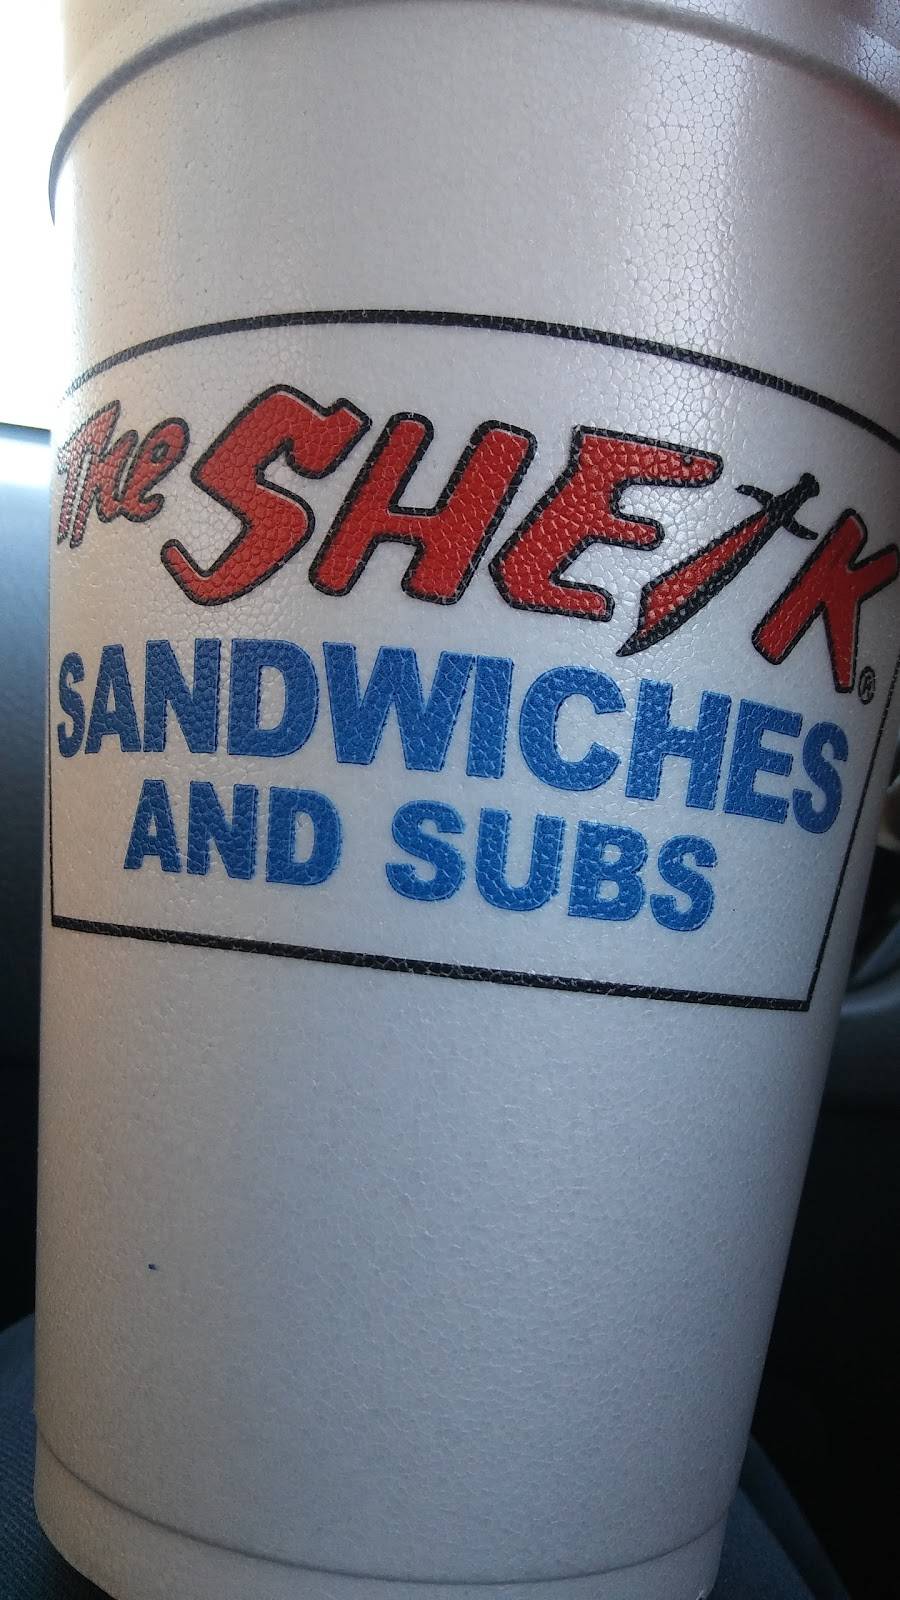 The SHEIK®
SANDWICHES
AND SUBS